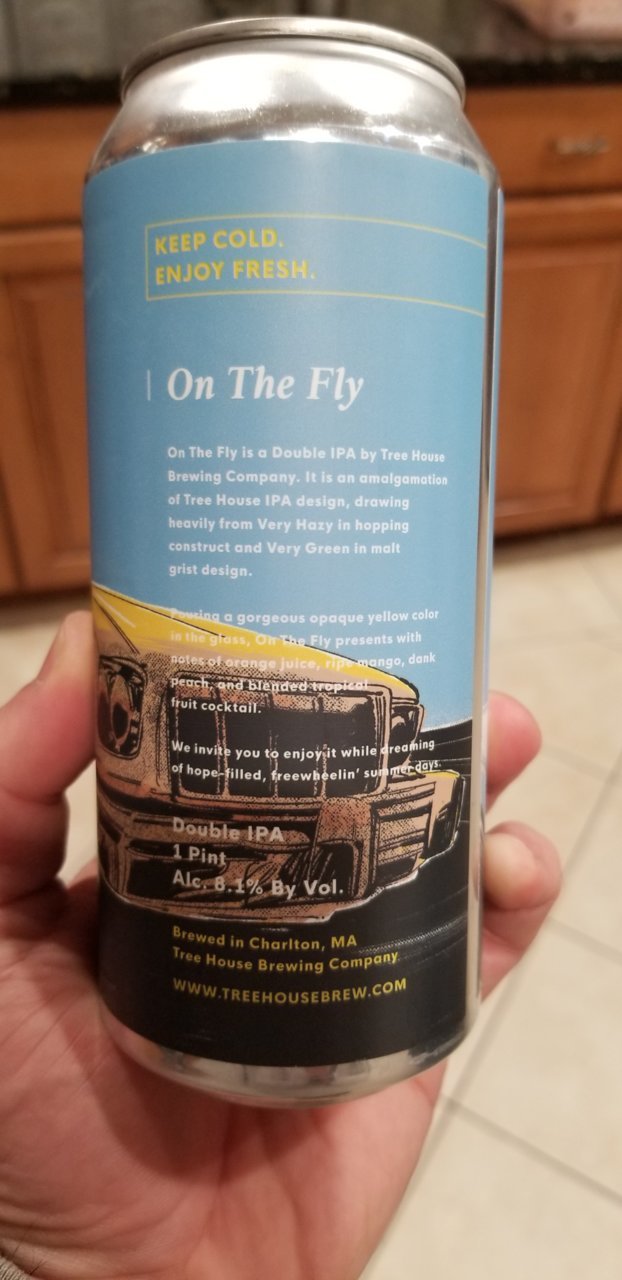 KEEP COLD.
ENJOY FRESH.
On The Fly
On The Fly is a Double IPA by Tree House
Brewing Company. It is an amalgamation
of Tree House IPA design, drawing
heavily from Very Hazy in hopping
construct and Very Green in malt
grist design.
Pouring a gorgeous opaque yellow color
in the glass, On The Fly presents with
notes of orange juice, ripe mango, dank
peach, and blended tropical
fruit cocktail.
We invite you to enjoy it while dreaming
of hope-filled, freewheelin' summer days.
Double IPA
1 Pint
Alc. 8.1% By Vol.
Brewed in Charlton, MA
Tree House Brewing Company
WWW.TREEHOUSEBREW.COM